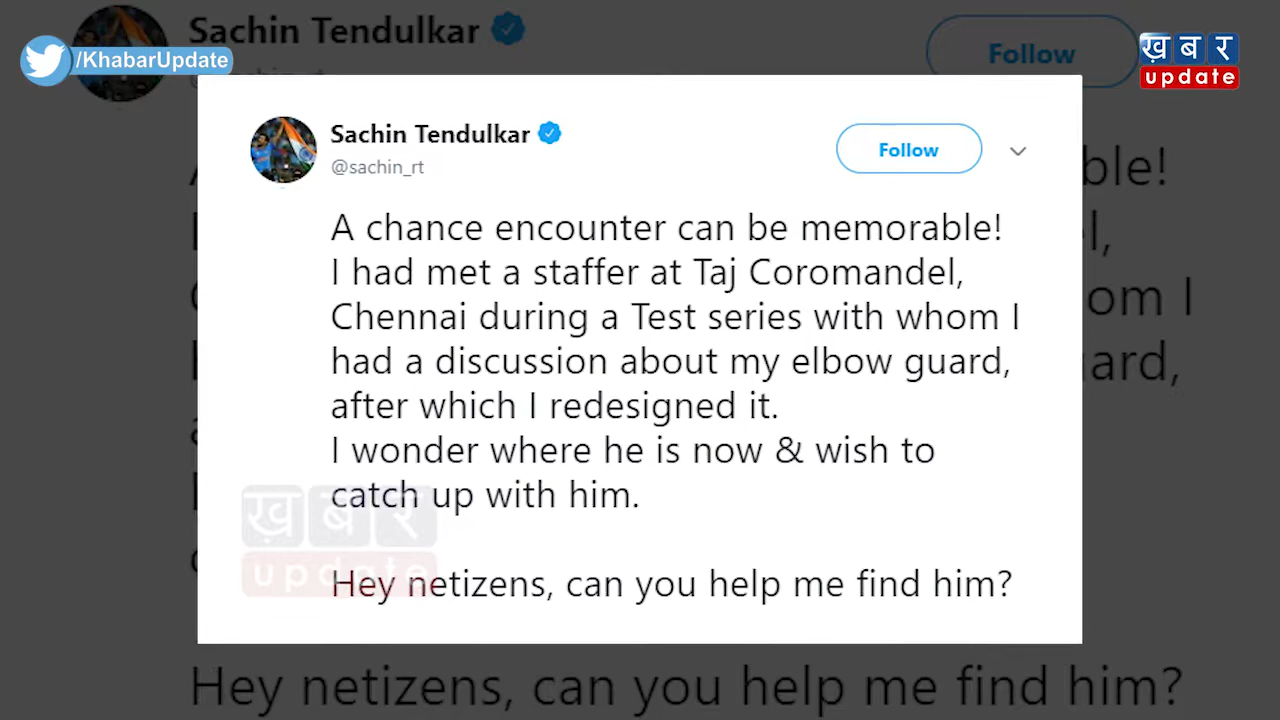 Sachin Tendulkar
/KhabarUpdate
Follow
ख़बर
update
Sachin Tendulkar
@sachin_rt
Follow
A chance encounter can be memorable!
I had met a staffer at Taj Coromandel,
Chennai during a Test series with whom I
had a discussion about my elbow guard,
after which I redesigned it.
I wonder where he is now & wish to
catch up with him.
ख़बर
update
Hey netizens, can you help me find him?
Hey netizens, can you help me find him?